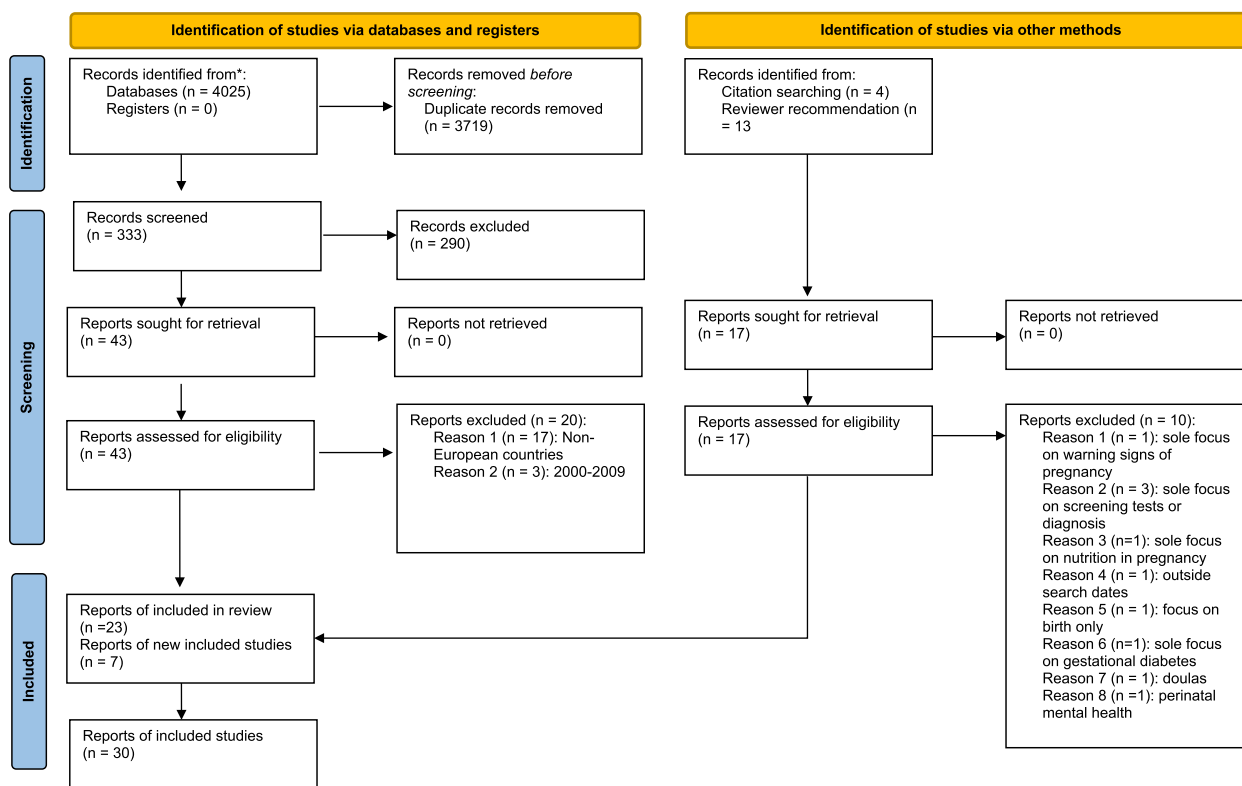 Identification of studies via databases and registers
Identification of studies via other methods
Identification
Records identified from*:
Databases (n = 4025)
Registers (n = 0)
Records removed before
screening:
Duplicate records removed
(n = 3719)
Records identified from:
Citation searching (n = 4)
Reviewer recommendation (n
= 13
Screening
Records screened
(n = 333)
Records excluded
(n = 290)
Reports sought for retrieval
(n = 43)
Reports not retrieved
(n = 0)
Reports sought for retrieval
(n = 17)
Reports not retrieved
(n = 0)
Reports assessed for eligibility
(n = 43)
Reports excluded (n = 20):
Reason 1 (n = 17): Non-
European countries
Reason 2 (n = 3): 2000-2009
Reports assessed for eligibility
(n = 17)
Reports excluded (n = 10):
Reason 1 (n = 1): sole focus
on warning signs of
pregnancy
Reason 2 (n = 3): sole focus
on screening tests or
diagnosis
Reason 3 (n=1): sole focus
on nutrition in pregnancy
Reason 4 (n = 1): outside
search dates
Reason 5 (n = 1): focus on
birth only
Reason 6 (n=1): sole focus
on gestational diabetes
Reason 7 (n = 1): doulas
Reason 8 (n =1): perinatal
mental health
Included
Reports of included in review
(n =23)
Reports of new included studies
(n = 7)
Reports of included studies
(n = 30)